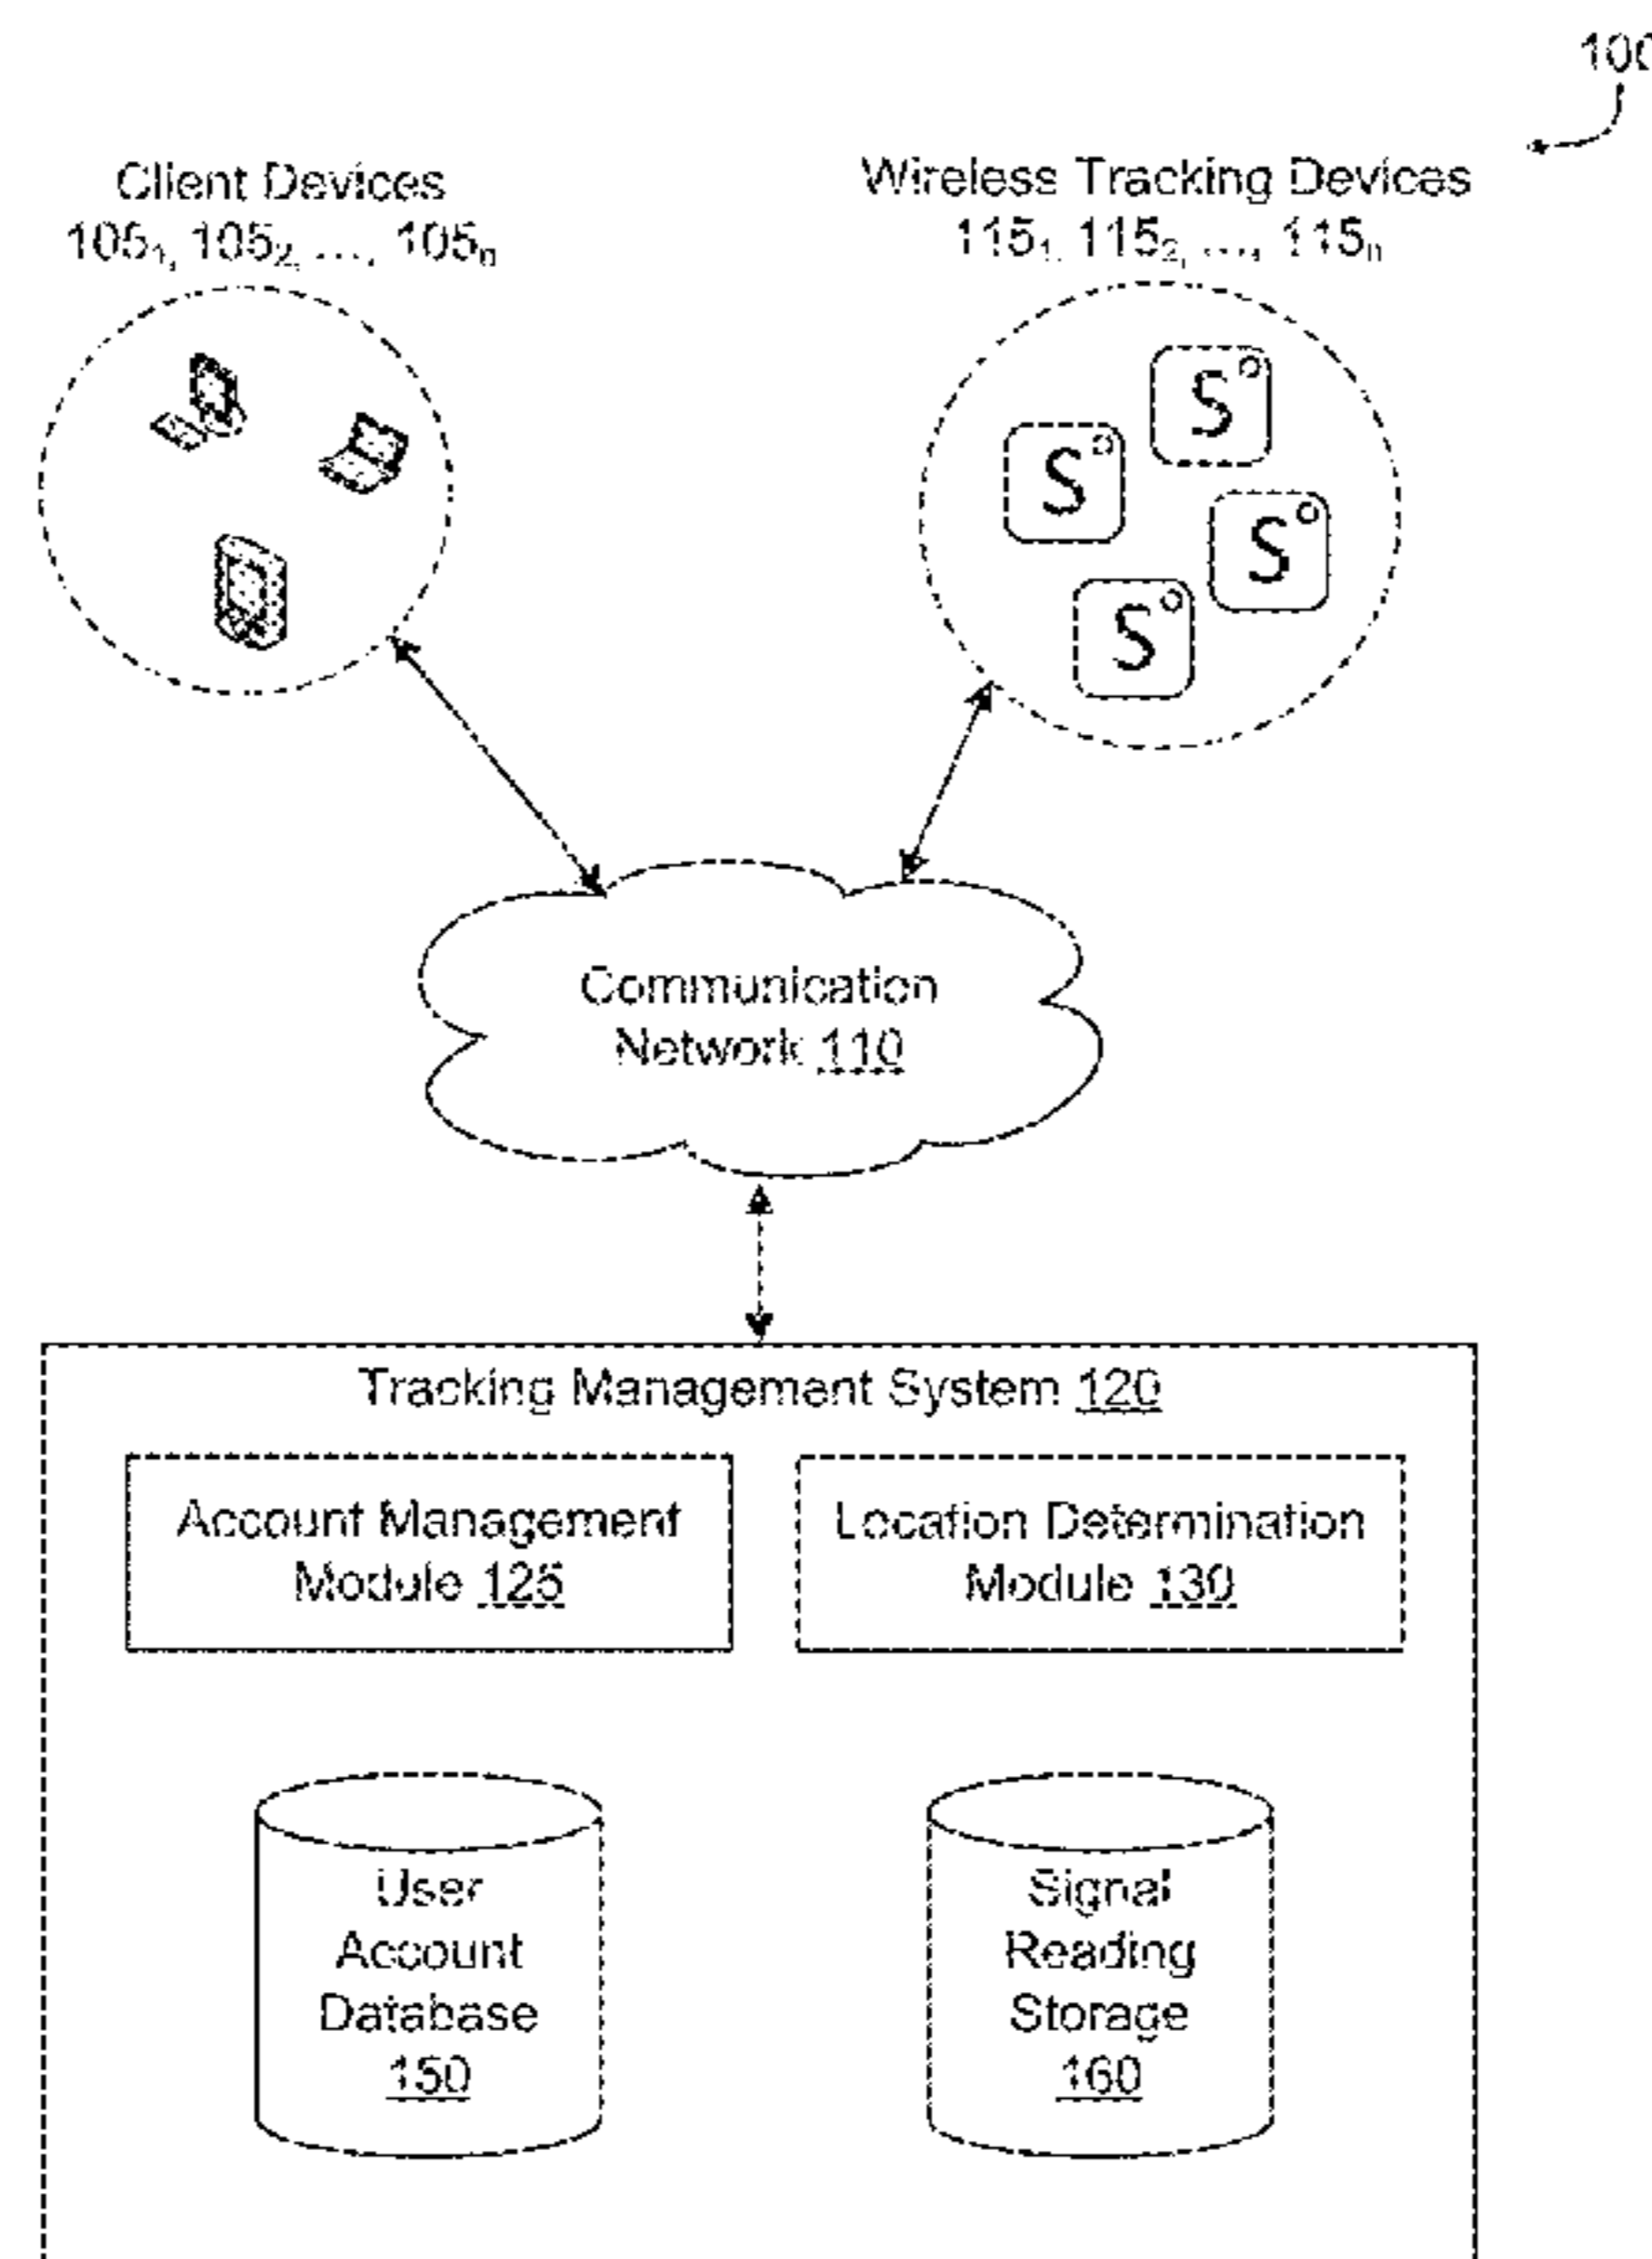 100
Client Devices
105₁, 105₂, ..., 105ₙ
Wireless Tracking Devices
115₁, 115₂, ..., 115ₙ
S
S
S
S
Communication
Network 110
Tracking Management System 120
Account Management
Module 125
Location Determination
Module 130
User
Account
Database
150
Signal
Reading
Storage
160